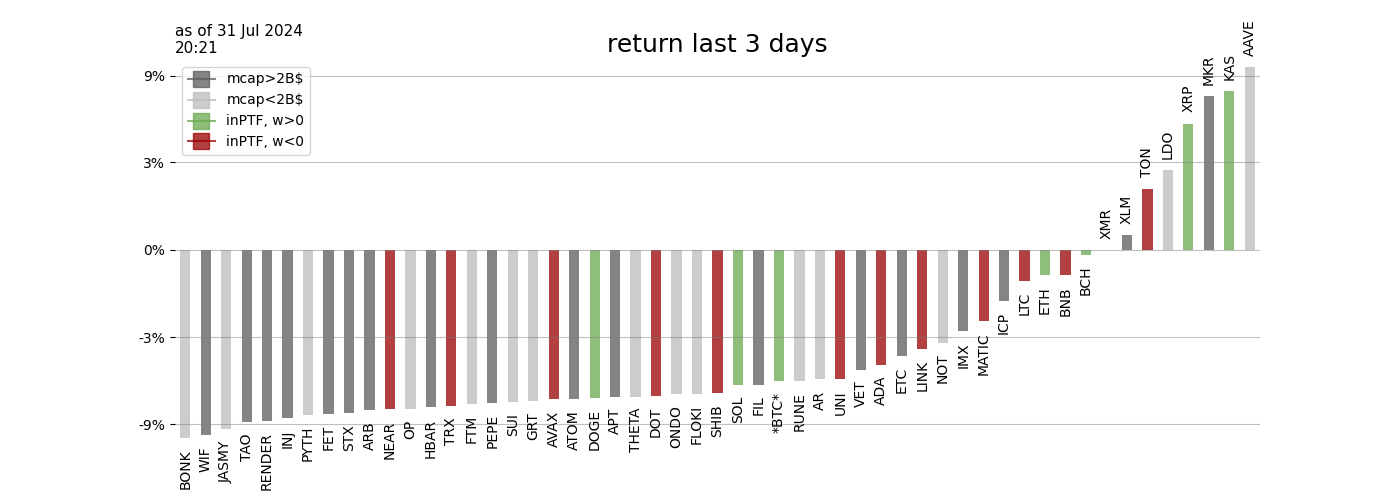 as of 31 Jul 2024
20:21
return last 3 days
mcap>2B$
mcap<2B$
inPTF, w>0
inPTF, w<0
9%
3%
0%
-3%
-9%
BONK
WIF
JASMY
TAO
RENDER
INJ
PYTH
FET
STX
ARB
NEAR
OP
HBAR
TRX
FTM
PEPE
SUI
GRT
AVAX
ATOM
DOGE
APT
THETA
DOT
ONDO
FLOKI
SHIB
SOL
FIL
*BTC*
RUNE
AR
UNI
VET
ADA
ETC
LINK
NOT
IMX
MATIC
ICP
LTC
ETH
BNB
BCH
XMR
XLM
TON
LDO
XRP
MKR
KAS
AAVE